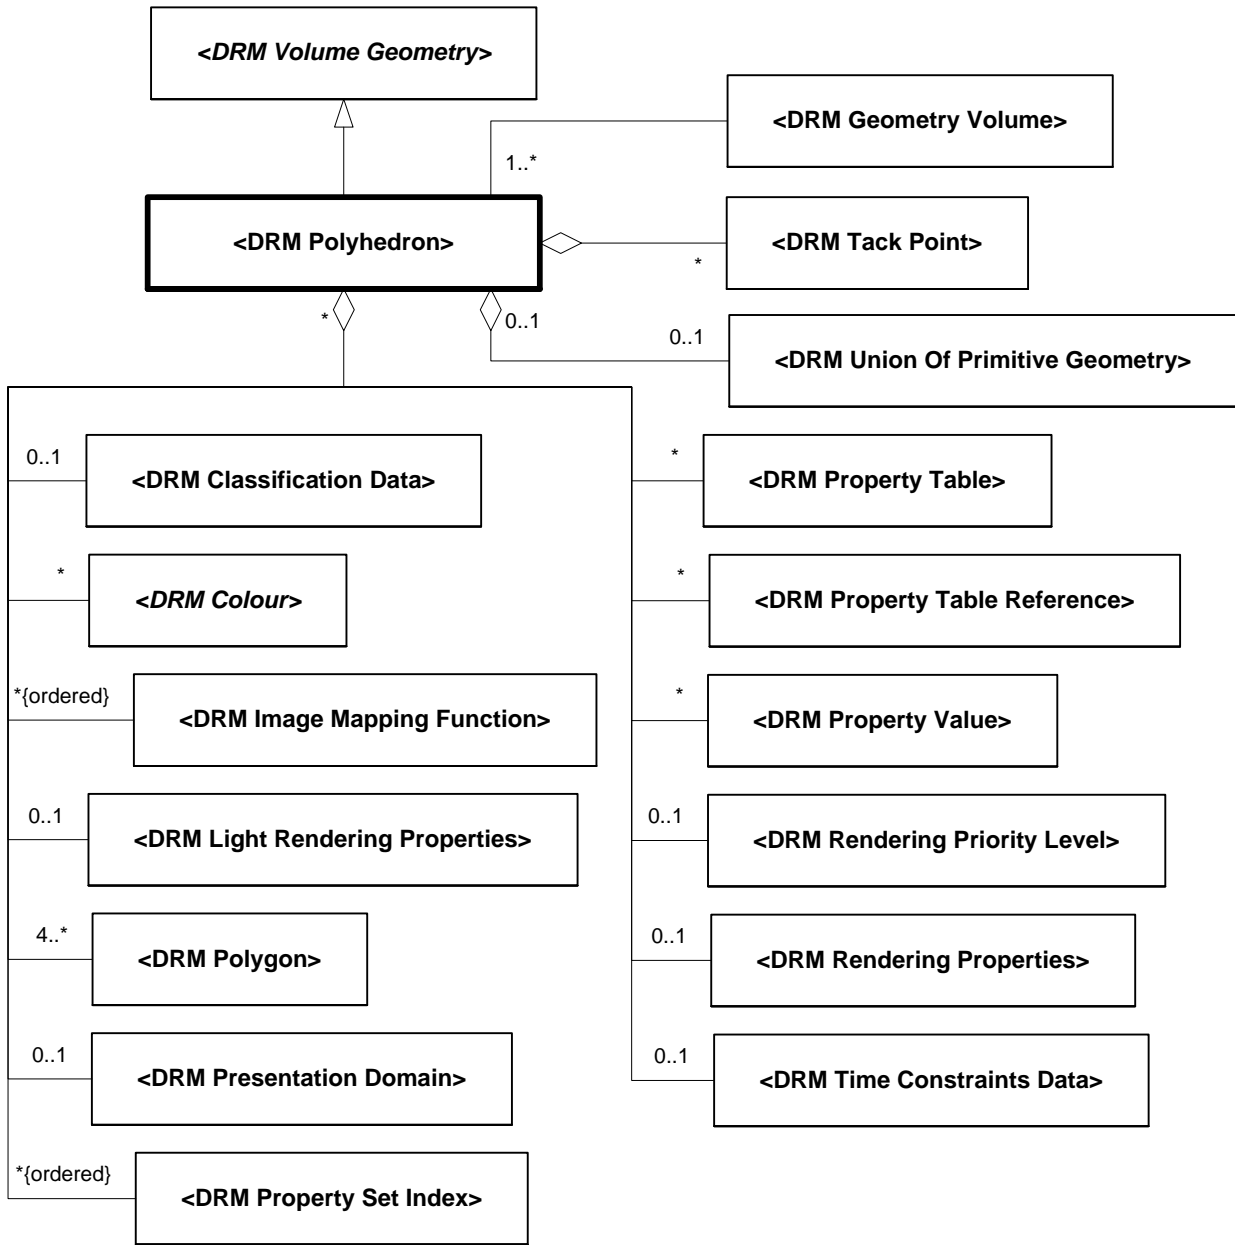 <DRM Volume Geometry>
<DRM Geometry Volume>
1..*
<DRM Polyhedron>
<DRM Tack Point>
*
*
0..1
0..1
<DRM Union Of Primitive Geometry>
0..1
<DRM Classification Data>
*
<DRM Property Table>
*
<DRM Colour>
*
<DRM Property Table Reference>
*{ordered}
<DRM Image Mapping Function>
*
<DRM Property Value>
0..1
<DRM Light Rendering Properties>
0..1
<DRM Rendering Priority Level>
4..*
<DRM Polygon>
0..1
<DRM Rendering Properties>
0..1
<DRM Presentation Domain>
0..1
<DRM Time Constraints Data>
*{ordered}
<DRM Property Set Index>